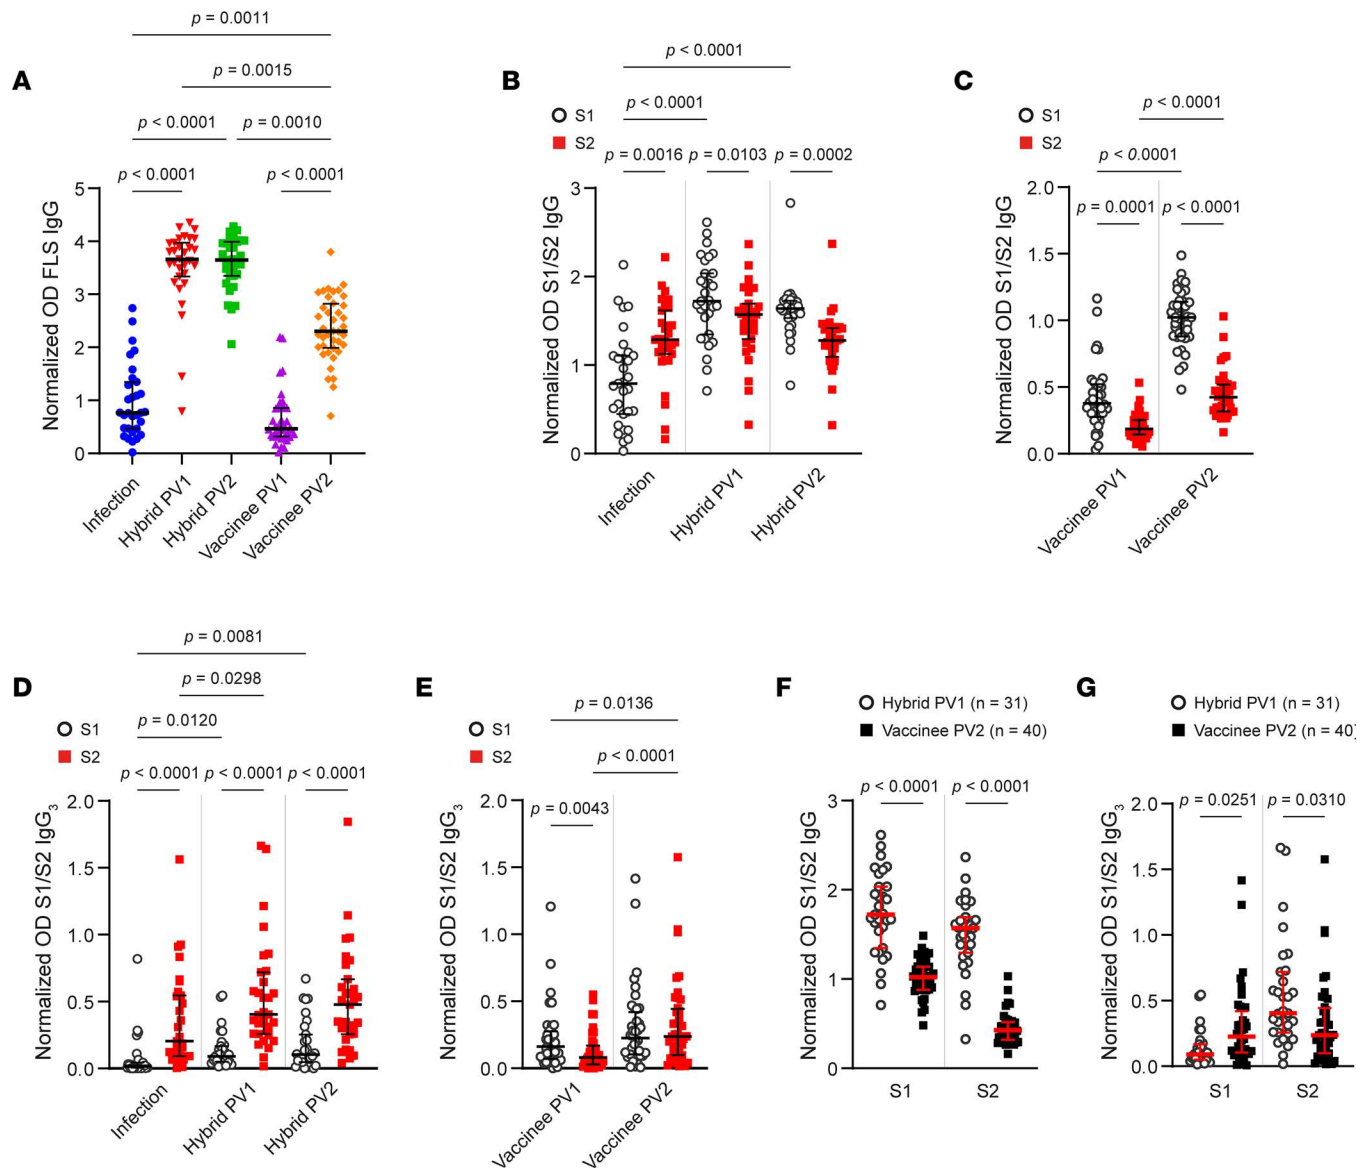 p = 0.0011
p < 0.0001
A
p = 0.0015
B
C
p < 0.0001
p = 0.0010
p < 0.0001
S1
S2
S1
S2
p < 0.0001
p < 0.0001
p < 0.0001
p < 0.0001
p = 0.0016
p = 0.0103
p = 0.0002
p = 0.0001
p < 0.0001
Normalized OD FLS IgG
5
4
3
2
1
0
Infection
Hybrid PV1
Hybrid PV2
Vaccinee PV1
Vaccinee PV2
Normalized OD S1/S2 IgG
3
2
1
0
Infection
Hybrid PV1
Hybrid PV2
Normalized OD S1/S2 IgG
2.0
1.5
1.0
0.5
0.0
Vaccinee PV1
Vaccinee PV2
D
p = 0.0081
p = 0.0298
p = 0.0120
S1
S2
p < 0.0001
p < 0.0001
p < 0.0001
Normalized OD S1/S2 IgG3
2.0
1.5
1.0
0.5
0.0
Infection
Hybrid PV1
Hybrid PV2
E
S1
S2
p = 0.0136
p < 0.0001
p = 0.0043
Normalized OD S1/S2 IgG3
2.0
1.5
1.0
0.5
0.0
Vaccinee PV1
Vaccinee PV2
F
Hybrid PV1 (n = 31)
Vaccinee PV2 (n = 40)
p < 0.0001
p < 0.0001
Normalized OD S1/S2 IgG
3
2
1
0
S1
S2
G
Hybrid PV1 (n = 31)
Vaccinee PV2 (n = 40)
p = 0.0251
p = 0.0310
Normalized OD S1/S2 IgG3
2.0
1.5
1.0
0.5
0.0
S1
S2